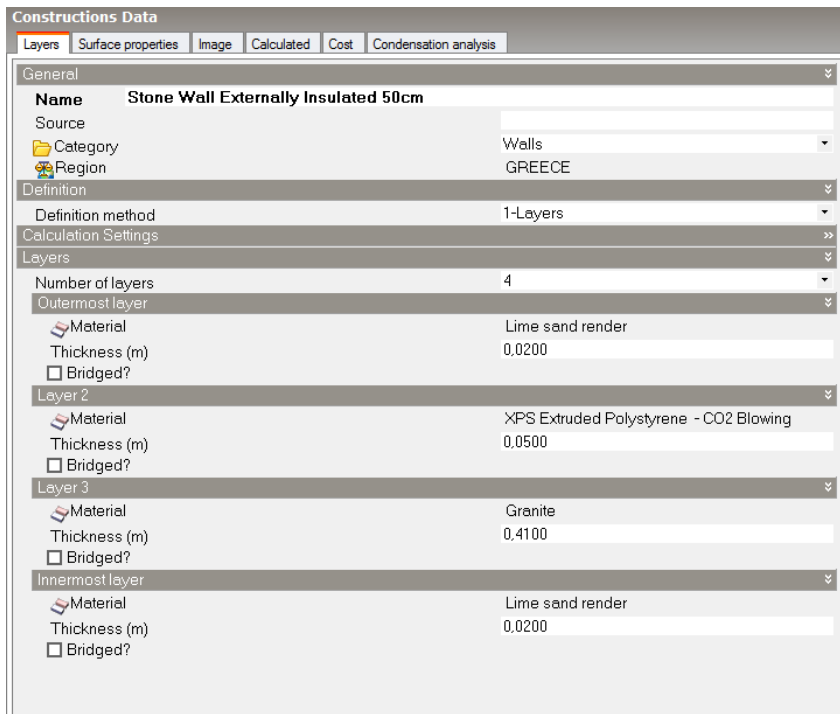 Constructions Data
Layers Surface properties Image Calculated Cost Condensation analysis
General
Name Stone Wall Externally Insulated 50cm
Source
Category Walls
Region GREECE
Definition
Definition method 1-Layers
Calculation Settings
Layers
Number of layers 4
Outermost layer
Material Lime sand render
Thickness (m) 0,0200
Bridged?
Layer 2
Material XPS Extruded Polystyrene - CO2 Blowing
Thickness (m) 0,0500
Bridged?
Layer 3
Material Granite
Thickness (m) 0,4100
Bridged?
Innermost layer
Material Lime sand render
Thickness (m) 0,0200
Bridged?